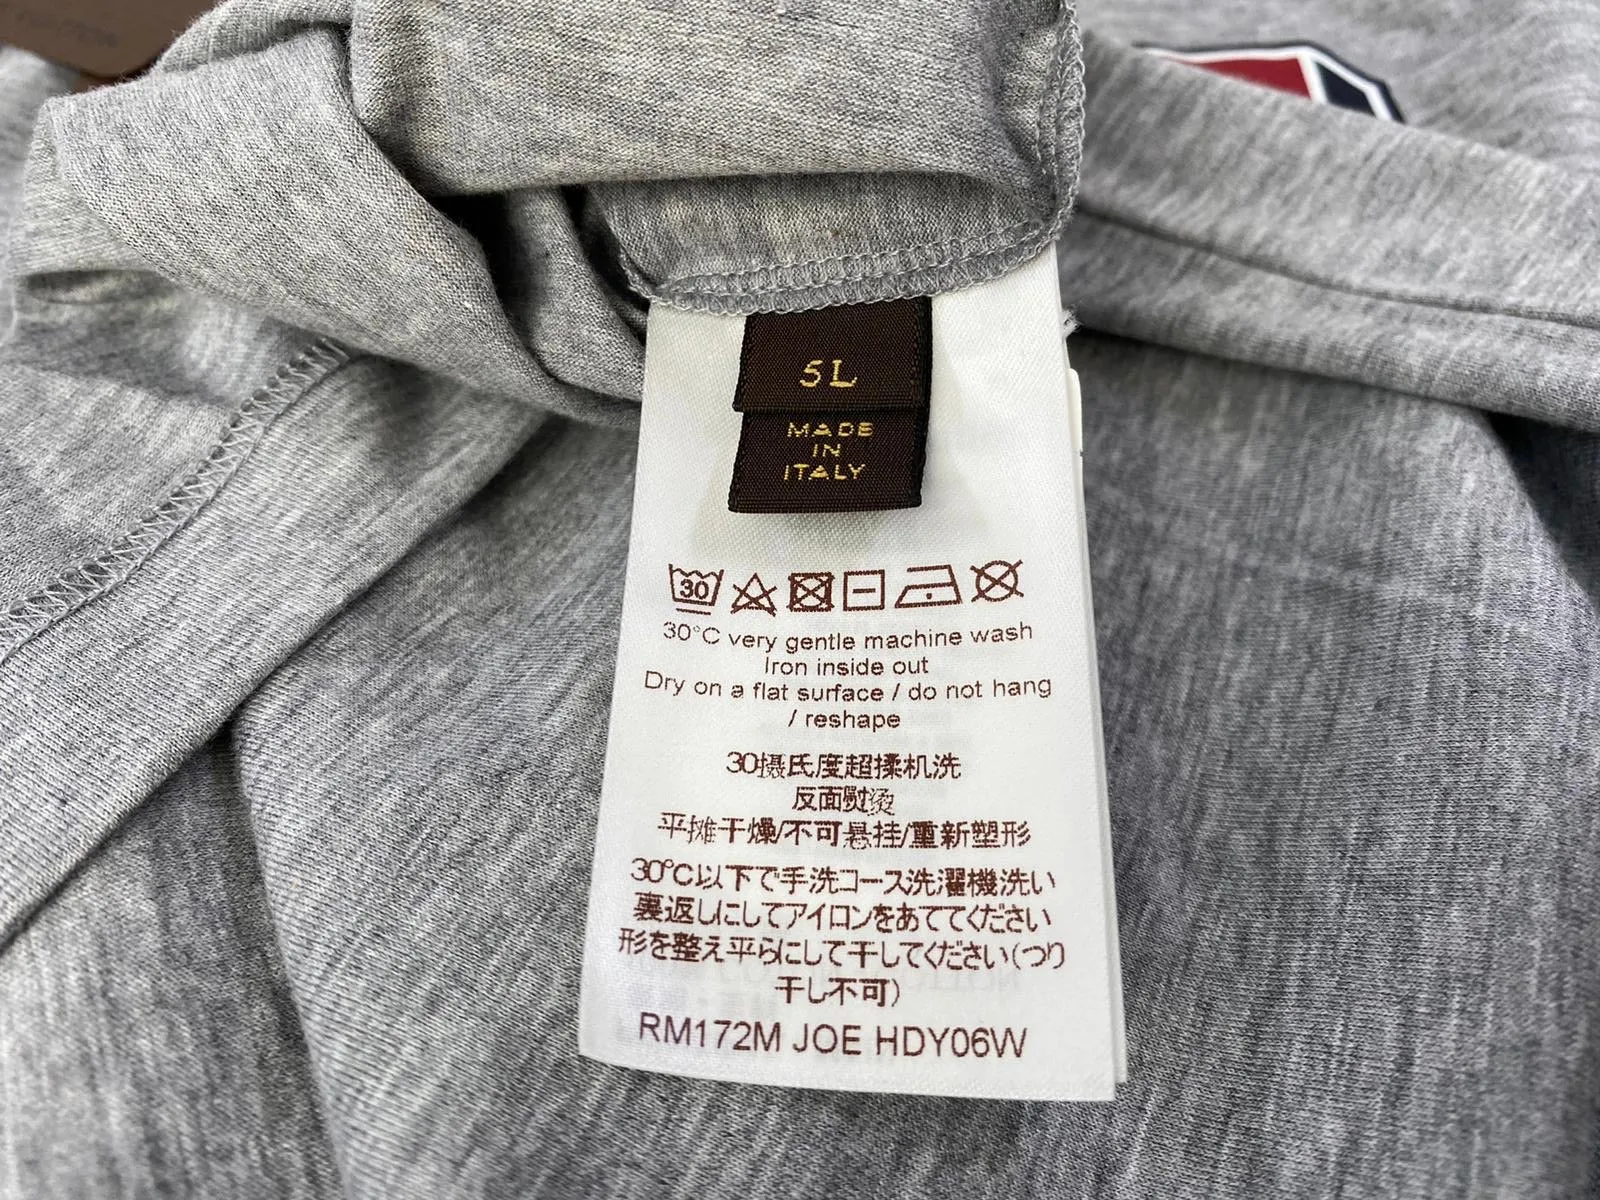 5L
MADE
IN
ITALY
30
30°C very gentle machine wash
Iron inside out
Dry on a flat surface / do not hang
/ reshape
30摄氏度超揉机洗
反面熨烫
平摊干燥/不可悬挂/重新塑形
30°C以下で手洗コース洗濯機洗い
裏返しにしてアイロンをあててください
形を整え平らにして干してください(つり
干し不可)
RM172M JOE HDY06W